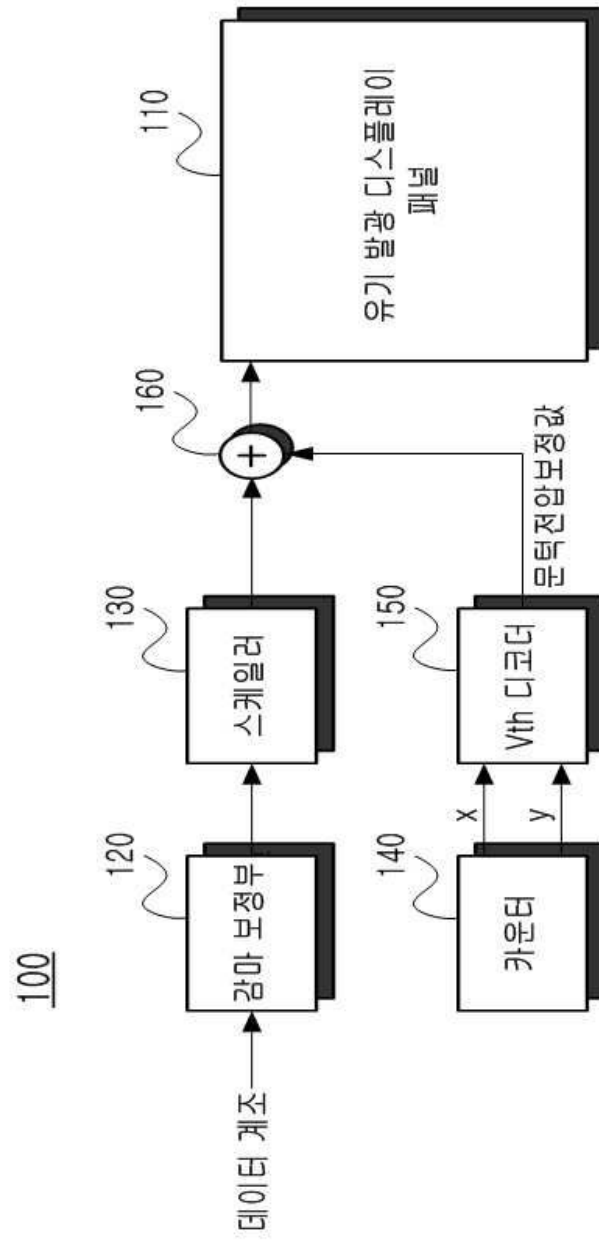 100
데이터 계조
120
감마 보정부
130
스케일러
160
+
110
유기 발광 디스플레이
패널
140
카운터
x
y
150
Vth 디코더
문턱전압보정값